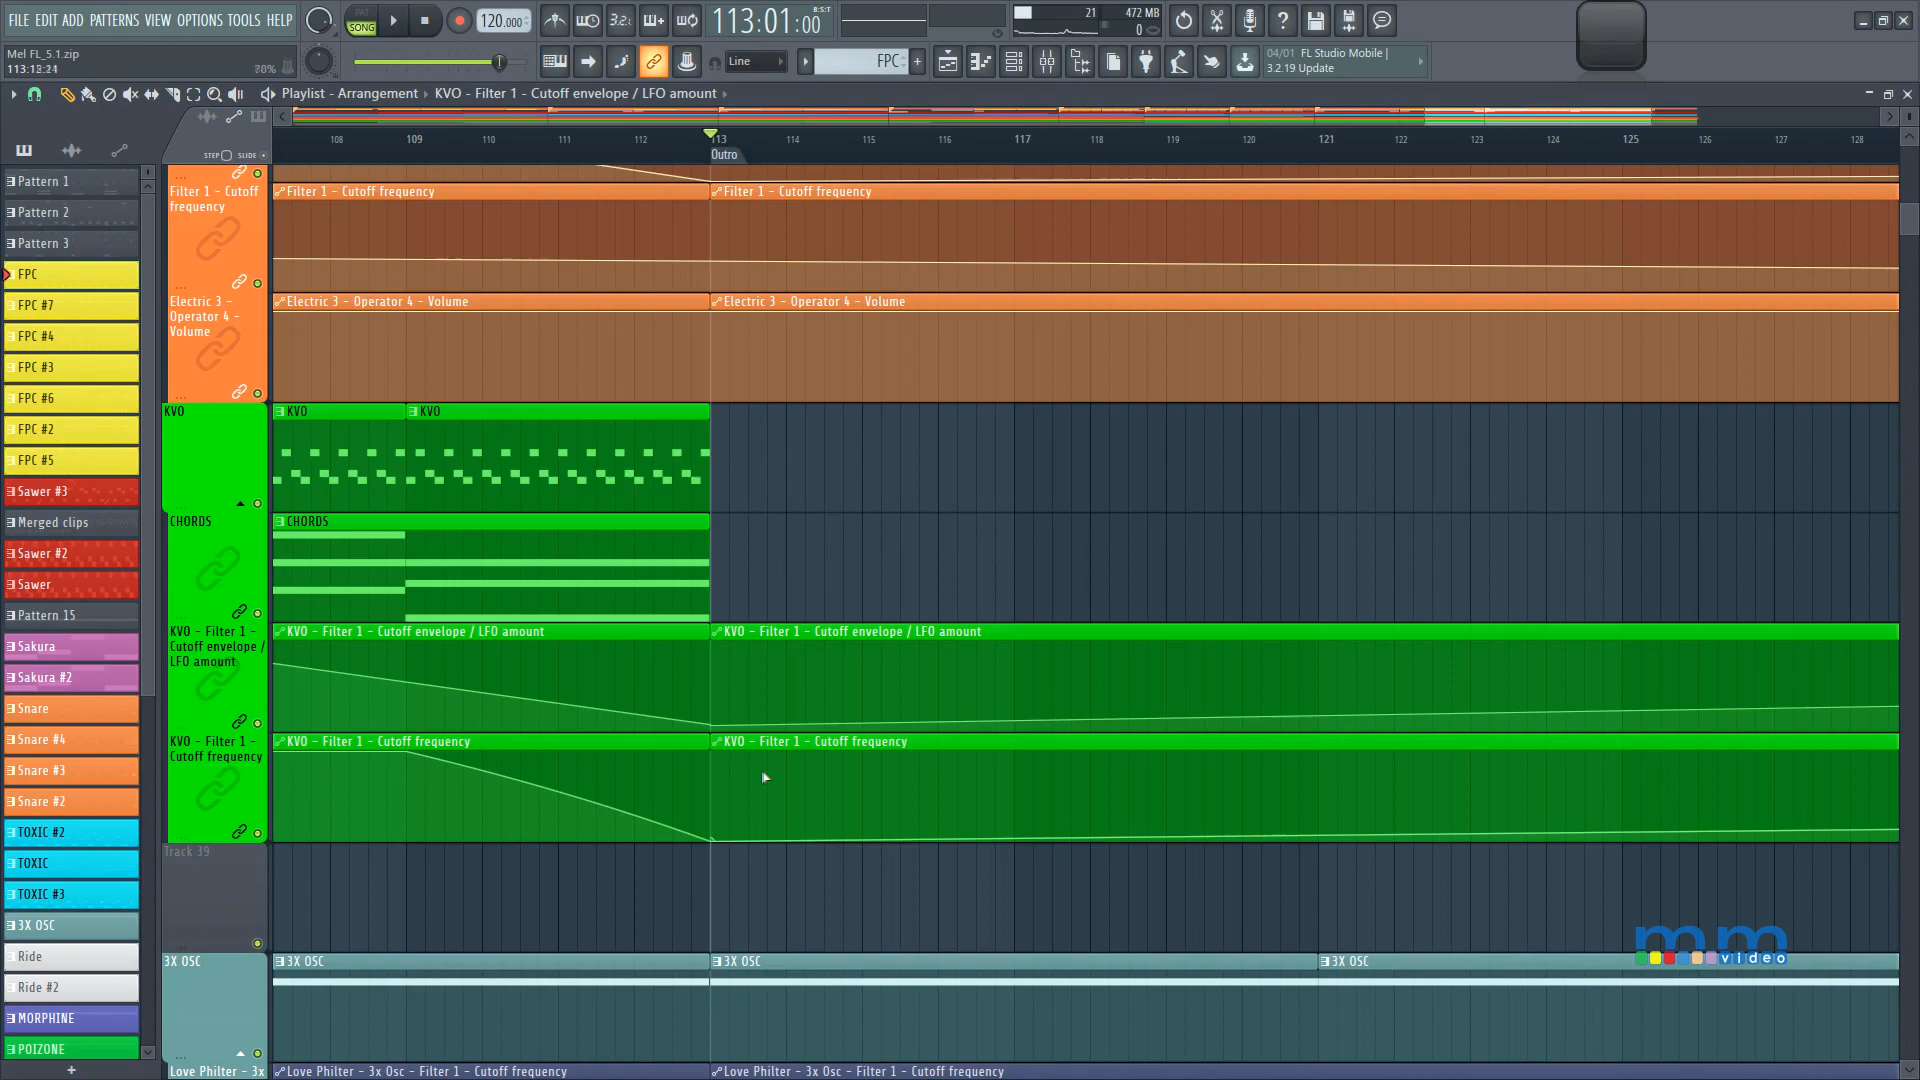 FILE EDIT ADD PATTERNS VIEW OPTIONS TOOLS HELP
PAT
SONG
120.000
3.2.
113:01:00
B:S:T
21
472 MB
0
Mel FL_5.1.zip
113:13:21
78%
Line
FPC
04/01 FL Studio Mobile |
3.2.19 Update
Playlist - Arrangement › KVO - Filter 1 - Cutoff envelope / LFO amount ›
STEP SLIDE
108 109 110 111 112 113 114 115 116 117 118 119 120 121 122 123 124 125 126 127 128
Outro
Pattern 1
Pattern 2
Pattern 3
FPC
FPC #7
FPC #4
FPC #3
FPC #6
FPC #2
FPC #5
Sawer #3
Merged clips
Sawer #2
Sawer
Pattern 15
Sakura
Sakura #2
Snare
Snare #4
Snare #3
Snare #2
TOXIC #2
TOXIC
TOXIC #3
3X OSC
Ride
Ride #2
MORPHINE
POIZONE
Filter 1 - Cutoff
frequency
Filter 1 - Cutoff frequency
Filter 1 - Cutoff frequency
Electric 3 -
Operator 4 -
Volume
Electric 3 - Operator 4 - Volume
Electric 3 - Operator 4 - Volume
KVO
KVO
KVO
CHORDS
CHORDS
KVO - Filter 1 -
Cutoff envelope /
LFO amount
KVO - Filter 1 - Cutoff envelope / LFO amount
KVO - Filter 1 - Cutoff envelope / LFO amount
KVO - Filter 1 -
Cutoff frequency
KVO - Filter 1 - Cutoff frequency
KVO - Filter 1 - Cutoff frequency
Track 39
3X OSC
3X OSC
3X OSC
3X OSC
Love Philter - 3x
Love Philter - 3x Osc - Filter 1 - Cutoff frequency
Love Philter - 3x Osc - Filter 1 - Cutoff frequency
mm
video